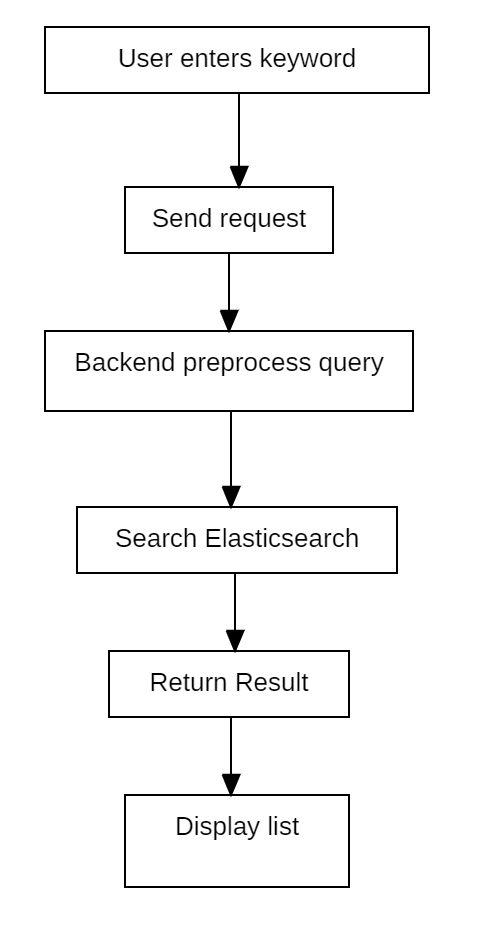 User enters keyword
Send request
Backend preprocess query
Search Elasticsearch
Return Result
Display list